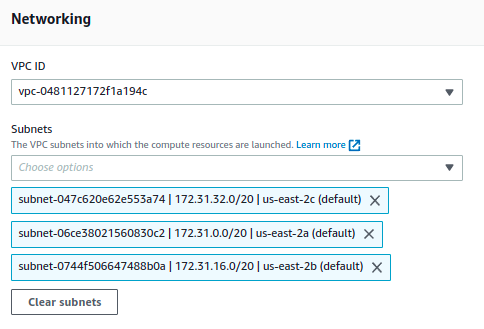 Networking
VPC ID
vpc-0481127172f1a194c
Subnets
The VPC subnets into which the compute resources are launched. Learn more
Choose options
subnet-047c620e62e553a74 | 172.31.32.0/20 | us-east-2c (default)
subnet-06ce38021560830c2 | 172.31.0.0/20 | us-east-2a (default)
subnet-0744f506647488b0a | 172.31.16.0/20 | us-east-2b (default)
Clear subnets